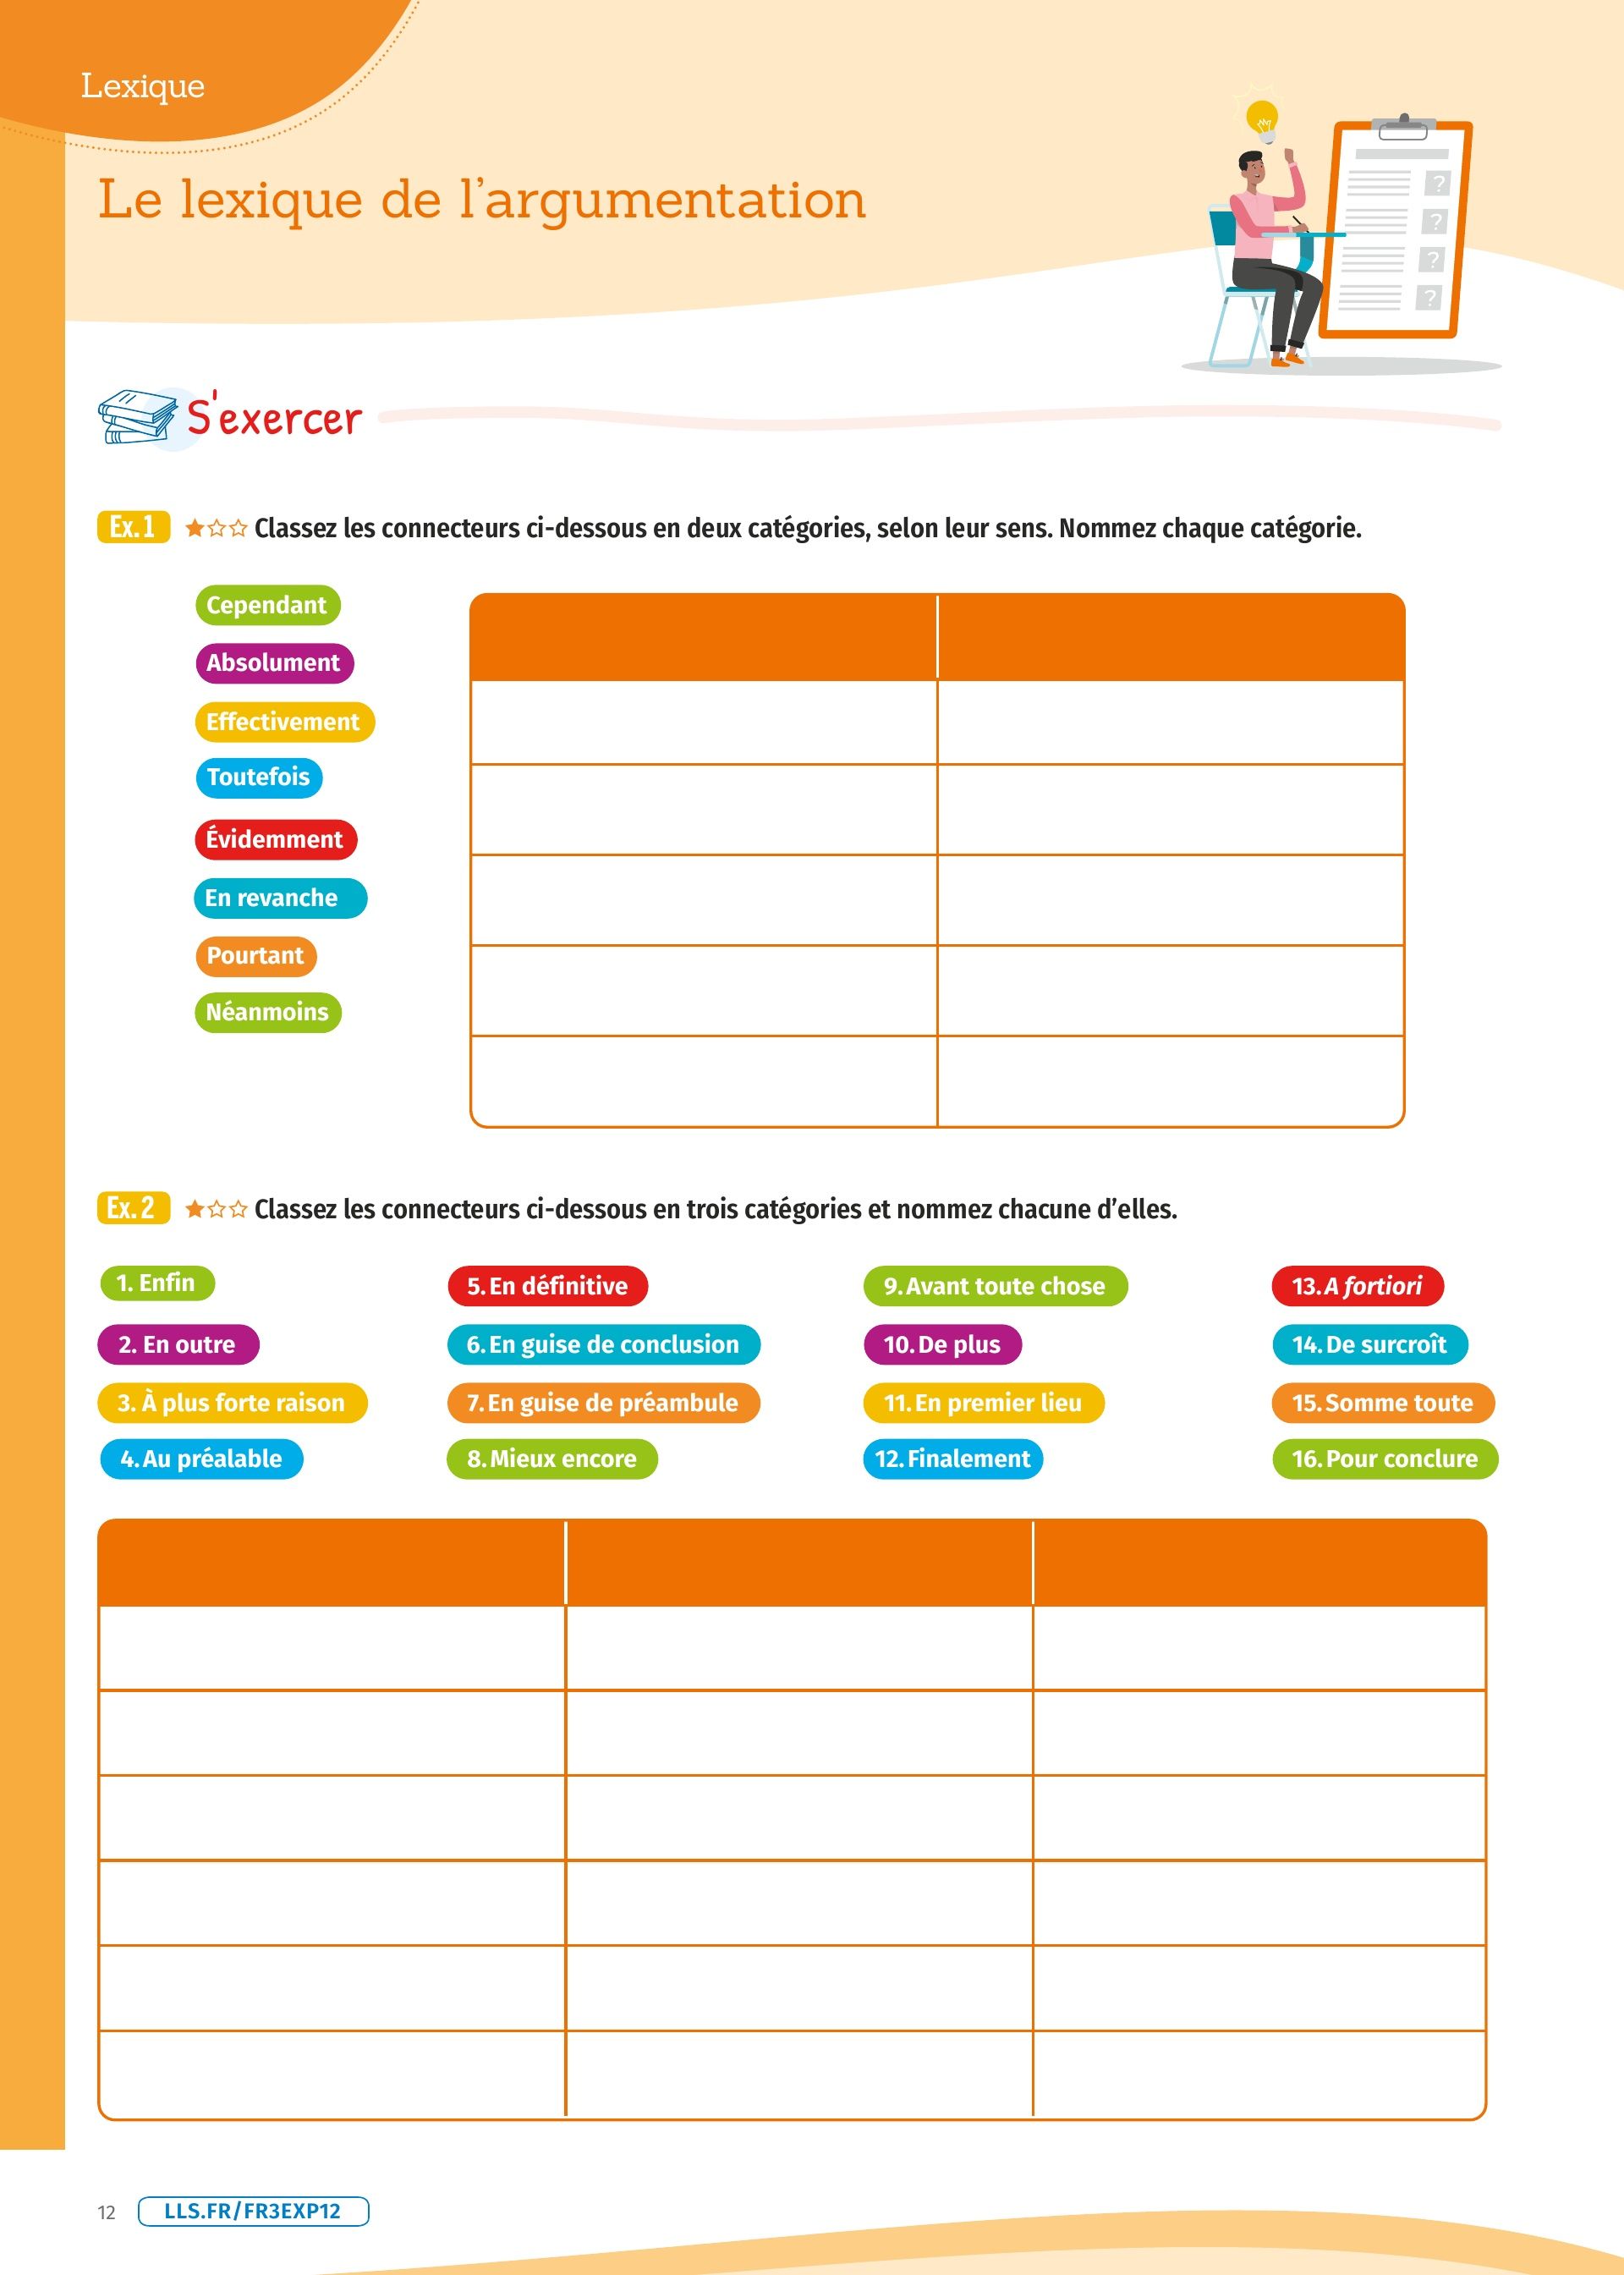 Lexique
Le lexique de l'argumentation
S'exercer
Ex. 1 Classez les connecteurs ci-dessous en deux catégories, selon leur sens. Nommez chaque catégorie.
Cependant
Absolument
Effectivement
Toutefois
Évidemment
En revanche
Pourtant
Néanmoins
Ex. 2 Classez les connecteurs ci-dessous en trois catégories et nommez chacune d'elles.
1. Enfin
2. En outre
3. À plus forte raison
4. Au préalable
5. En définitive
6. En guise de conclusion
7. En guise de préambule
8. Mieux encore
9. Avant toute chose
10. De plus
11. En premier lieu
12. Finalement
13. A fortiori
14. De surcroît
15. Somme toute
16. Pour conclure
12 LLS.FR/FR3EXP12